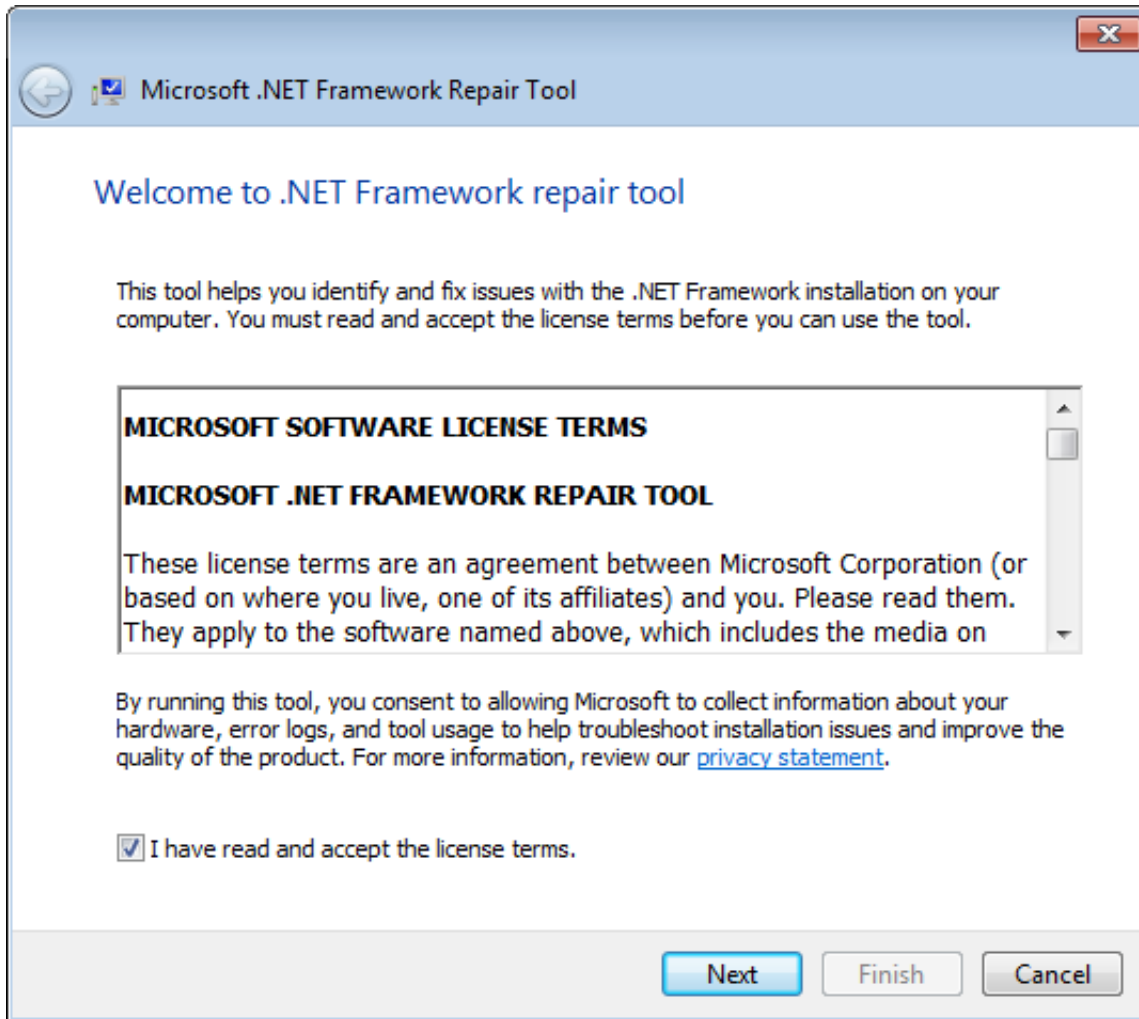 Microsoft .NET Framework Repair Tool
Welcome to .NET Framework repair tool
This tool helps you identify and fix issues with the .NET Framework installation on your
computer. You must read and accept the license terms before you can use the tool.
MICROSOFT SOFTWARE LICENSE TERMS
MICROSOFT .NET FRAMEWORK REPAIR TOOL
These license terms are an agreement between Microsoft Corporation (or
based on where you live, one of its affiliates) and you. Please read them.
They apply to the software named above, which includes the media on
By running this tool, you consent to allowing Microsoft to collect information about your
hardware, error logs, and tool usage to help troubleshoot installation issues and improve the
quality of the product. For more information, review our privacy statement.
I have read and accept the license terms.
Next Finish Cancel